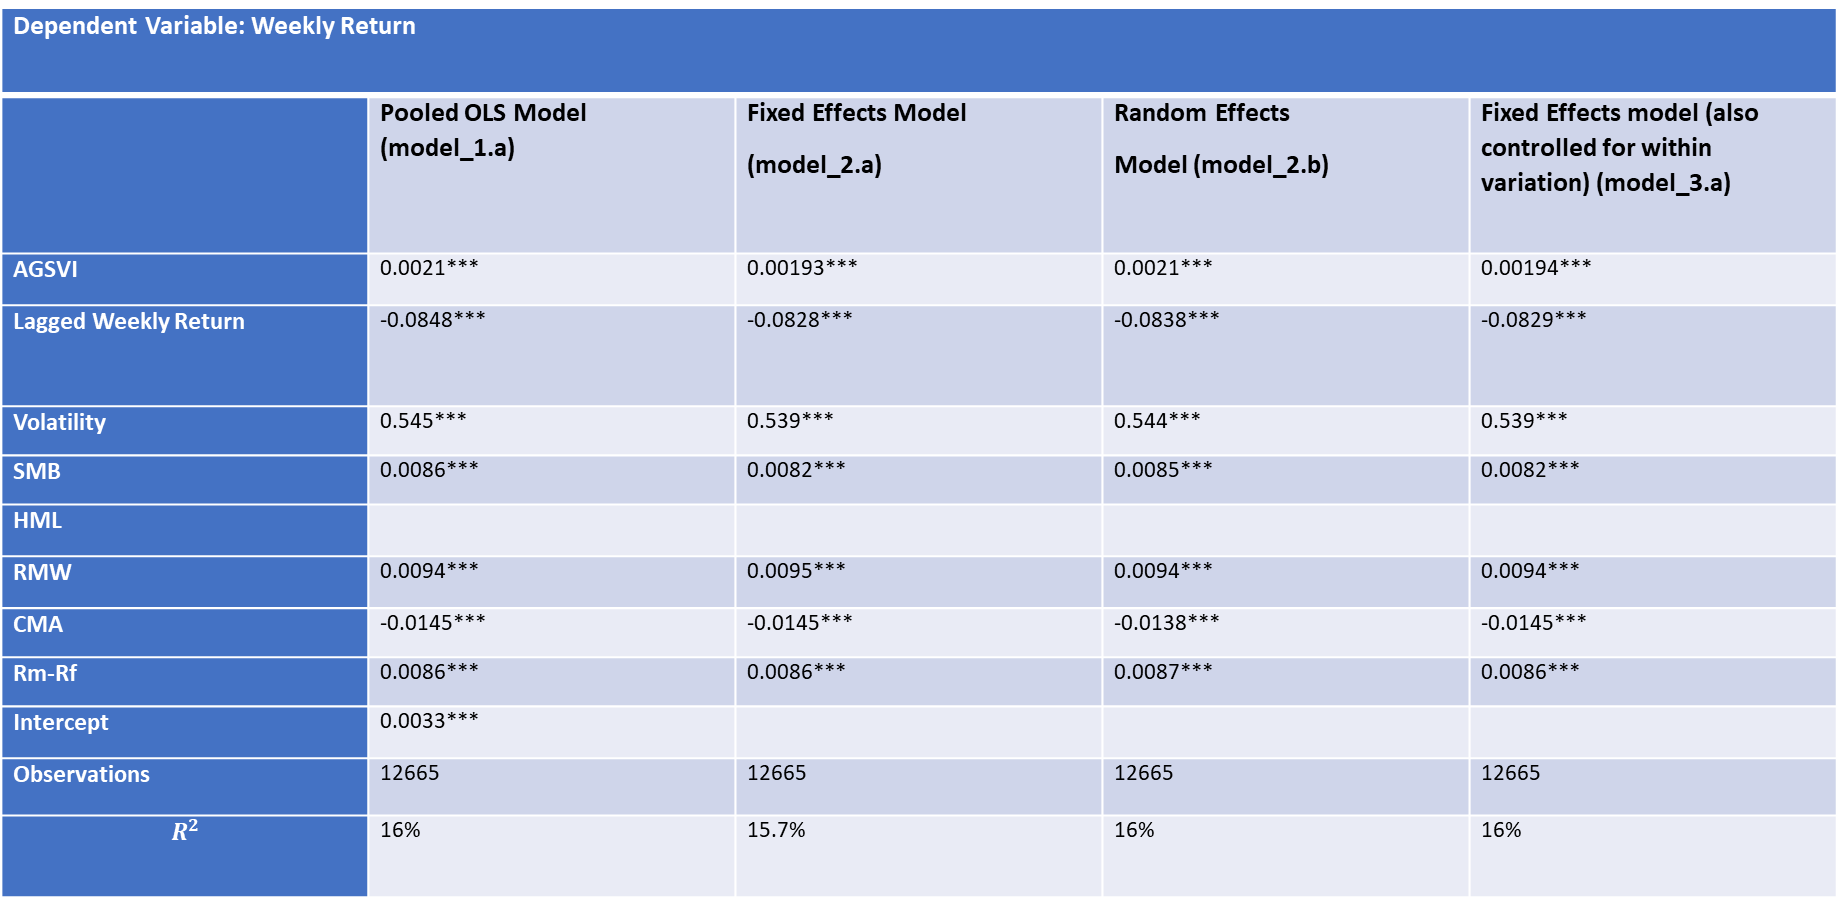 Dependent Variable: Weekly Return
Pooled OLS Model
(model_1.a)
Fixed Effects Model
(model_2.a)
Random Effects
Model (model_2.b)
Fixed Effects model (also
controlled for within
variation) (model_3.a)
AGSVI 0.0021*** 0.00193*** 0.0021*** 0.00194***
Lagged Weekly Return -0.0848*** -0.0828*** -0.0838*** -0.0829***
Volatility 0.545*** 0.539*** 0.544*** 0.539***
SMB 0.0086*** 0.0082*** 0.0085*** 0.0082***
HML
RMW 0.0094*** 0.0095*** 0.0094*** 0.0094***
CMA -0.0145*** -0.0145*** -0.0138*** -0.0145***
Rm-Rf 0.0086*** 0.0086*** 0.0087*** 0.0086***
Intercept 0.0033***
Observations 12665 12665 12665 12665
R² 16% 15.7% 16% 16%